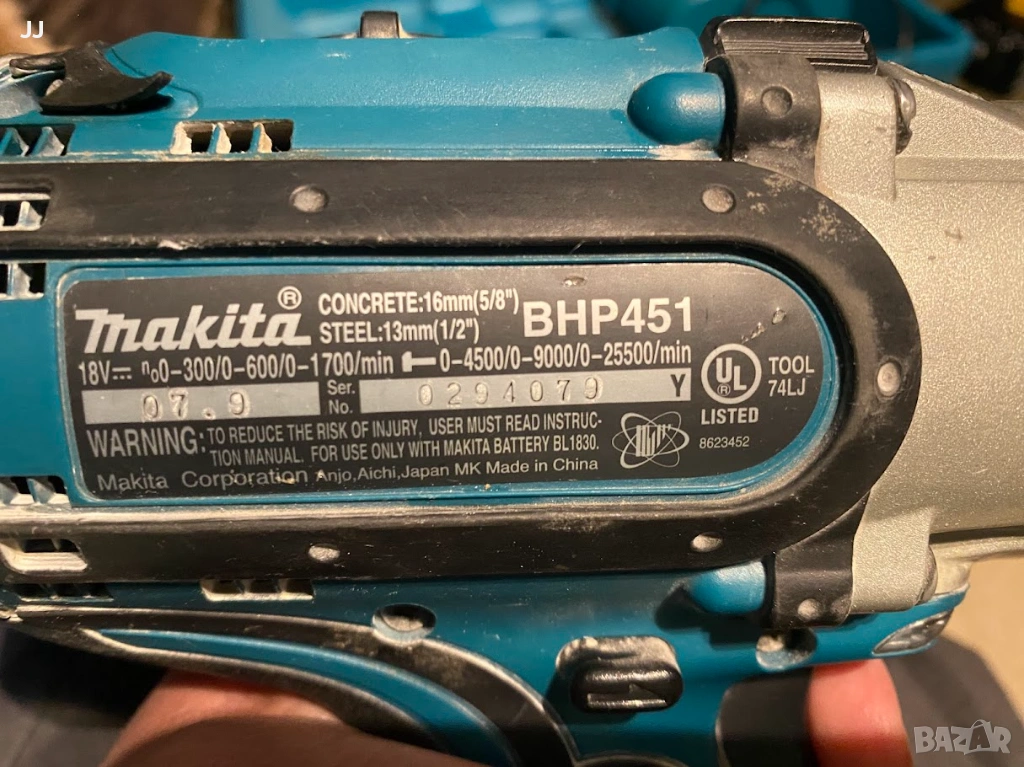 JJ
Makita® CONCRETE:16mm(5/8") BHP451
STEEL:13mm(1/2")
18V⎓ n₀0-300/0-600/0-1700/min 0-4500/0-9000/0-25500/min
07.9 Ser. No. 0294079 Y
UL ® LISTED
TOOL
74LJ
8623452
WARNING: TO REDUCE THE RISK OF INJURY, USER MUST READ INSTRUC-
TION MANUAL. FOR USE ONLY WITH MAKITA BATTERY BL1830.
Makita Corporation Anjo,Aichi,Japan MK Made in China
BAZAR